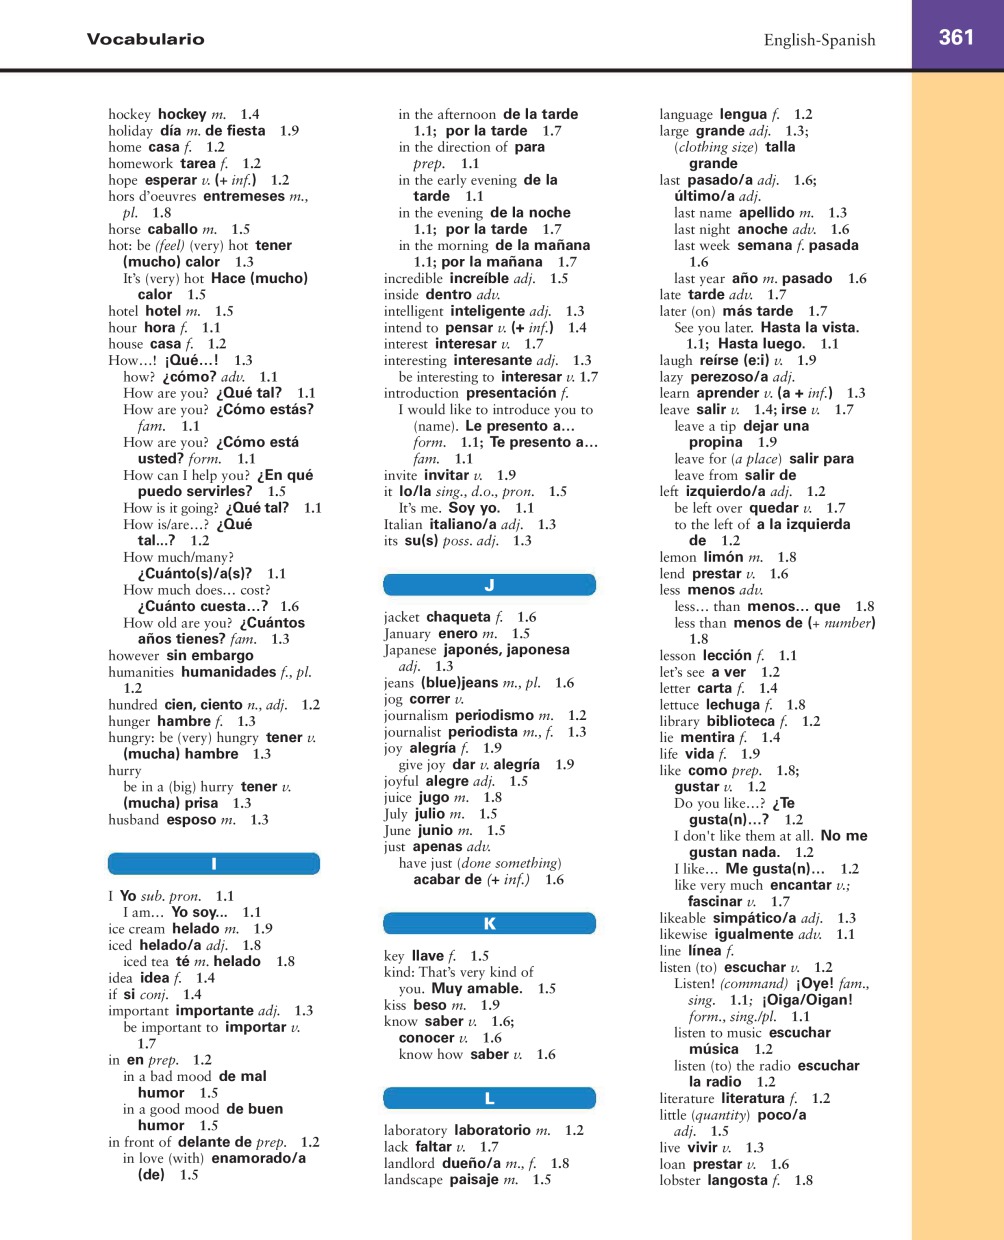 Vocabulario
English-Spanish
361
hockey hockey m. 1.4
holiday día m. de fiesta 1.9
home casa f. 1.2
homework tarea f. 1.2
hope esperar v. (+ inf.) 1.2
hors d'oeuvres entremeses m.,
pl. 1.8
horse caballo m. 1.5
hot: be (feel) (very) hot tener
(mucho) calor 1.3
It's (very) hot Hace (mucho)
calor 1.5
hotel hotel m. 1.5
hour hora f. 1.1
house casa f. 1.2
How…! ¡Qué…! 1.3
how? ¿cómo? adv. 1.1
How are you? ¿Qué tal? 1.1
How are you? ¿Cómo estás?
fam. 1.1
How are you? ¿Cómo está
usted? form. 1.1
How can I help you? ¿En qué
puedo servirles? 1.5
How is it going? ¿Qué tal? 1.1
How is/are…? ¿Qué
tal...? 1.2
How much/many?
¿Cuánto(s)/a(s)? 1.1
How much does… cost?
¿Cuánto cuesta…? 1.6
How old are you? ¿Cuántos
años tienes? fam. 1.3
however sin embargo
humanities humanidades f., pl.
1.2
hundred cien, ciento n., adj. 1.2
hunger hambre f. 1.3
hungry: be (very) hungry tener v.
(mucha) hambre 1.3
hurry
be in a (big) hurry tener v.
(mucha) prisa 1.3
husband esposo m. 1.3
I
I Yo sub. pron. 1.1
I am… Yo soy... 1.1
ice cream helado m. 1.9
iced helado/a adj. 1.8
iced tea té m. helado 1.8
idea idea f. 1.4
if si conj. 1.4
important importante adj. 1.3
be important to importar v.
1.7
in en prep. 1.2
in a bad mood de mal
humor 1.5
in a good mood de buen
humor 1.5
in front of delante de prep. 1.2
in love (with) enamorado/a
(de) 1.5
in the afternoon de la tarde
1.1; por la tarde 1.7
in the direction of para
prep. 1.1
in the early evening de la
tarde 1.1
in the evening de la noche
1.1; por la tarde 1.7
in the morning de la mañana
1.1; por la mañana 1.7
incredible increíble adj. 1.5
inside dentro adv.
intelligent inteligente adj. 1.3
intend to pensar v. (+ inf.) 1.4
interest interesar v. 1.7
interesting interesante adj. 1.3
be interesting to interesar v. 1.7
introduction presentación f.
I would like to introduce you to
(name). Le presento a…
form. 1.1; Te presento a…
fam. 1.1
invite invitar v. 1.9
it lo/la sing., d.o., pron. 1.5
It's me. Soy yo. 1.1
Italian italiano/a adj. 1.3
its su(s) poss. adj. 1.3
J
jacket chaqueta f. 1.6
January enero m. 1.5
Japanese japonés, japonesa
adj. 1.3
jeans (blue)jeans m., pl. 1.6
jog correr v.
journalism periodismo m. 1.2
journalist periodista m., f. 1.3
joy alegría f. 1.9
give joy dar v. alegría 1.9
joyful alegre adj. 1.5
juice jugo m. 1.8
July julio m. 1.5
June junio m. 1.5
just apenas adv.
have just (done something)
acabar de (+ inf.) 1.6
K
key llave f. 1.5
kind: That's very kind of
you. Muy amable. 1.5
kiss beso m. 1.9
know saber v. 1.6;
conocer v. 1.6
know how saber v. 1.6
L
laboratory laboratorio m. 1.2
lack faltar v. 1.7
landlord dueño/a m., f. 1.8
landscape paisaje m. 1.5
language lengua f. 1.2
large grande adj. 1.3;
(clothing size) talla
grande
last pasado/a adj. 1.6;
último/a adj.
last name apellido m. 1.3
last night anoche adv. 1.6
last week semana f. pasada
1.6
last year año m. pasado 1.6
late tarde adv. 1.7
later (on) más tarde 1.7
See you later. Hasta la vista.
1.1; Hasta luego. 1.1
laugh reírse (e:i) v. 1.9
lazy perezoso/a adj.
learn aprender v. (a + inf.) 1.3
leave salir v. 1.4; irse v. 1.7
leave a tip dejar una
propina 1.9
leave for (a place) salir para
leave from salir de
left izquierdo/a adj. 1.2
be left over quedar v. 1.7
to the left of a la izquierda
de 1.2
lemon limón m. 1.8
lend prestar v. 1.6
less menos adv.
less… than menos… que 1.8
less than menos de (+ number)
1.8
lesson lección f. 1.1
let's see a ver 1.2
letter carta f. 1.4
lettuce lechuga f. 1.8
library biblioteca f. 1.2
lie mentira f. 1.4
life vida f. 1.9
like como prep. 1.8;
gustar v. 1.2
Do you like…? ¿Te
gusta(n)…? 1.2
I don't like them at all. No me
gustan nada. 1.2
I like… Me gusta(n)… 1.2
like very much encantar v.;
fascinar v. 1.7
likeable simpático/a adj. 1.3
likewise igualmente adv. 1.1
line línea f.
listen (to) escuchar v. 1.2
Listen! (command) ¡Oye! fam.,
sing. 1.1; ¡Oiga/Oigan!
form., sing./pl. 1.1
listen to music escuchar
música 1.2
listen (to) the radio escuchar
la radio 1.2
literature literatura f. 1.2
little (quantity) poco/a
adj. 1.5
live vivir v. 1.3
loan prestar v. 1.6
lobster langosta f. 1.8